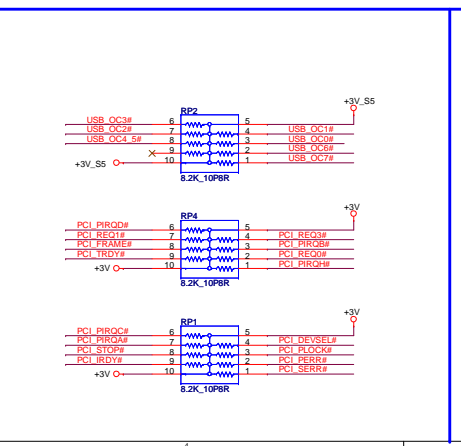 +3V_S5
RP2
USB_OC3# 6 5
USB_OC2# 7 4 USB_OC1#
USB_OC4_5# 8 3 USB_OC0#
9 2 USB_OC6#
+3V_S5 10 1 USB_OC7#
8.2K_10P8R
+3V
RP4
PCI_PIRQD# 6 5
PCI_REQ1# 7 4 PCI_REQ3#
PCI_FRAME# 8 3 PCI_PIRQB#
PCI_TRDY# 9 2 PCI_REQ0#
+3V 10 1 PCI_PIRQH#
8.2K_10P8R
+3V
RP1
PCI_PIRQC# 6 5
PCI_PIRQA# 7 4 PCI_DEVSEL#
PCI_STOP# 8 3 PCI_PLOCK#
PCI_IRDY# 9 2 PCI_PERR#
+3V 10 1 PCI_SERR#
8.2K_10P8R